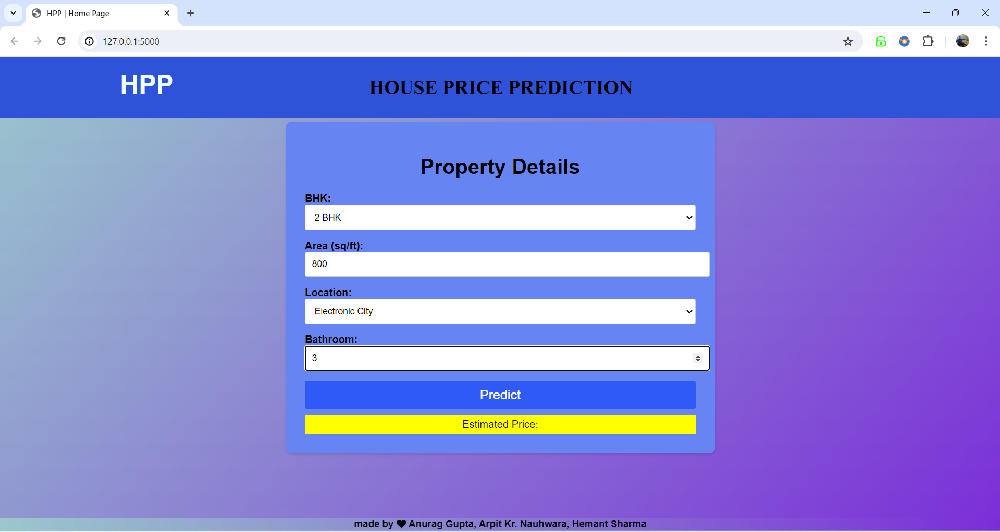 HPP | Home Page
127.0.0.1:5000
HPP
HOUSE PRICE PREDICTION
Property Details
BHK:
2 BHK
Area (sq/ft):
800
Location:
Electronic City
Bathroom:
3
Predict
Estimated Price:
made by ❤ Anurag Gupta, Arpit Kr. Nauhwara, Hemant Sharma